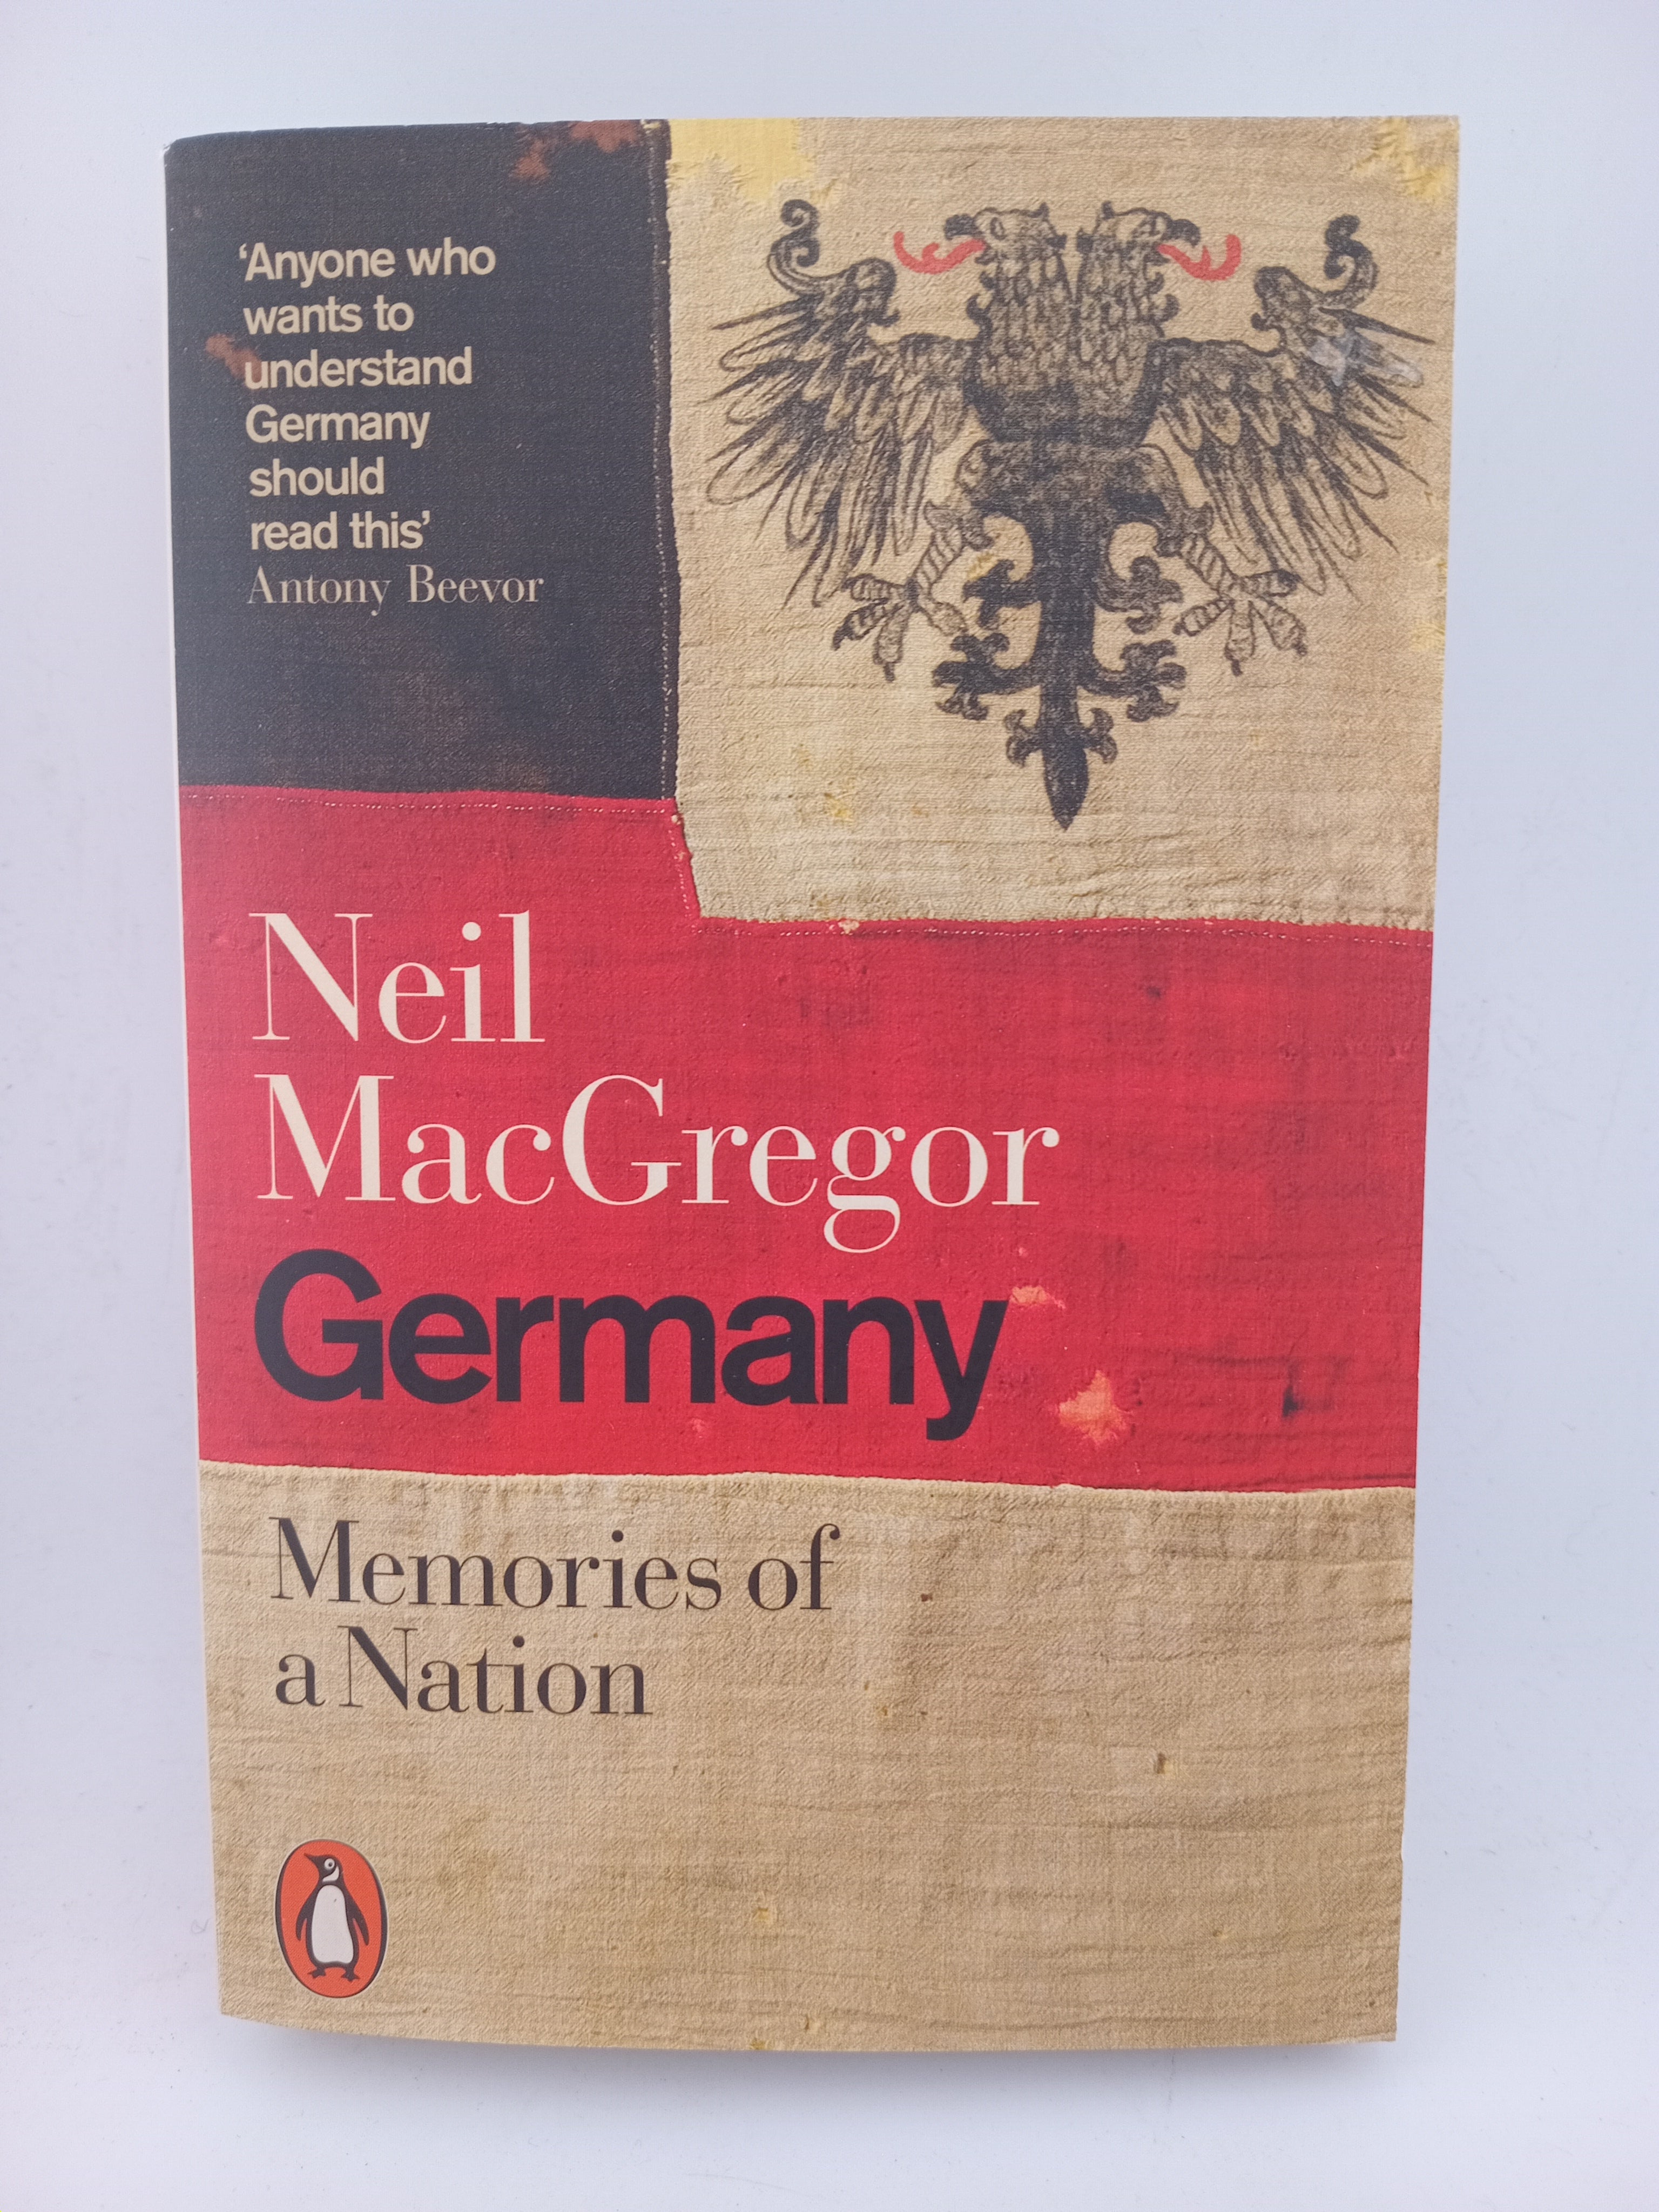 ‘Anyone who
wants to
understand
Germany
should
read this’
Antony Beevor
Neil
MacGregor
Germany
Memories of
a Nation